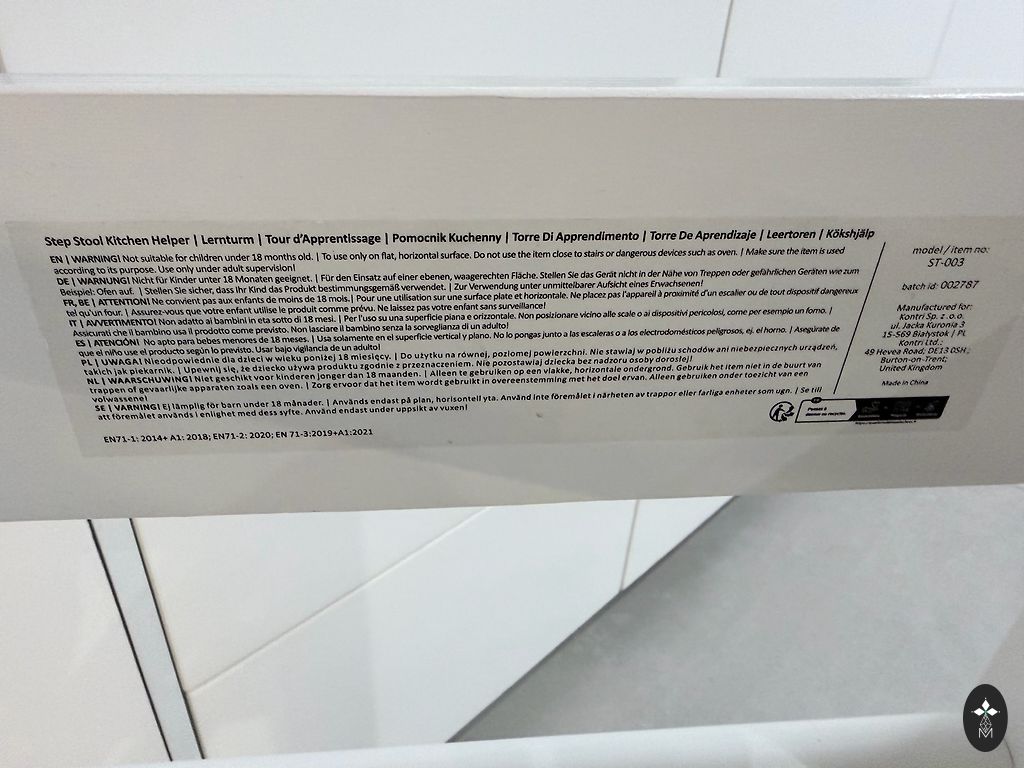 Step Stool Kitchen Helper | Lernturm | Tour d'Apprentissage | Pomocnik Kuchenny | Torre Di Apprendimento | Torre De Aprendizaje | Leertoren | Kökshjälp
EN | WARNING! Not suitable for children under 18 months old. | To use only on flat, horizontal surface. Do not use the item close to stairs or dangerous devices such as oven. | Make sure the item is used
according to its purpose. Use only under adult supervision!
DE | WARNUNG! Nicht für Kinder unter 18 Monaten geeignet. | Für den Einsatz auf einer ebenen, waagerechten Fläche. Stellen Sie das Gerät nicht in der Nähe von Treppen oder gefährlichen Geräten wie zum
Beispiel: Ofen auf. | Stellen Sie sicher, dass Ihr Kind das Produkt bestimmungsgemäß verwendet. | Zur Verwendung unter unmittelbarer Aufsicht eines Erwachsenen!
FR, BE | ATTENTION! Ne convient pas aux enfants de moins de 18 mois. | Pour une utilisation sur une surface plate et horizontale. Ne placez pas l'appareil à proximité d'un escalier ou de tout dispositif dangereux
tel qu'un four. | Assurez-vous que votre enfant utilise le produit comme prévu. Ne laissez pas votre enfant sans surveillance!
IT | AVVERTIMENTO! Non adatto ai bambini in eta sotto di 18 mesi. | Per l'uso su una superficie piana e orizontale. Non posizionare vicino alle scale o ai dispositivi pericolosi, come per esempio un forno. |
Assicurati che il bambino usa il prodotto come previsto. Non lasciare il bambino senza la sorveglianza di un adulto!
ES | ATENCIÓN! No apto para bebes menores de 18 meses. | Usa solamente en el superficie vertical y plano. No lo pongas junto a las escaleras o a los electrodomésticos peligrosos, ej. el horno. | Asegúrate de
que el niño use el producto según lo previsto. Usar bajo vigilancia de un adulto!
PL | UWAGA! Nieodpowiednie dla dzieci w wieku poniżej 18 miesięcy. | Do użytku na równej, poziomej powierzchni. Nie stawiaj w pobliżu schodów ani niebezpiecznych urządzeń,
takich jak piekarnik. | Upewnij się, że dziecko używa produktu zgodnie z przeznaczeniem. Nie pozostawiaj dziecka bez nadzoru osoby dorosłej!
NL | WAARSCHUWING! Niet geschikt voor kinderen jonger dan 18 maanden. | Alleen te gebruiken op een vlakke, horizontale ondergrond. Gebruik het item niet in de buurt van
trappen of gevaarlijke apparaten zoals een oven. | Zorg ervoor dat het item wordt gebruikt in overeenstemming met het doel ervan. Alleen gebruiken onder toezicht van een
volwassene!
SE | VARNING! Ej lämplig för barn under 18 månader. | Används endast på plan, horisontell yta. Använd inte föremålet i närheten av trappor eller farliga enheter som ugn. | Se till
att föremålet används i enlighet med dess syfte. Använd endast under uppsikt av vuxen!
EN71-1: 2014+ A1: 2018; EN71-2: 2020; EN 71-3:2019+A1:2021
model / item no:
ST-003
batch id: 002787
Manufactured for:
Kontri Sp. z o.o.
ul. Jacka Kuronia 3
15-569 Białystok | PL
Kontri Ltd.;
49 Hevea Road; DE13 0SH;
Burton-on-Trent;
United Kingdom
Made in China
FR
Pensez à
M